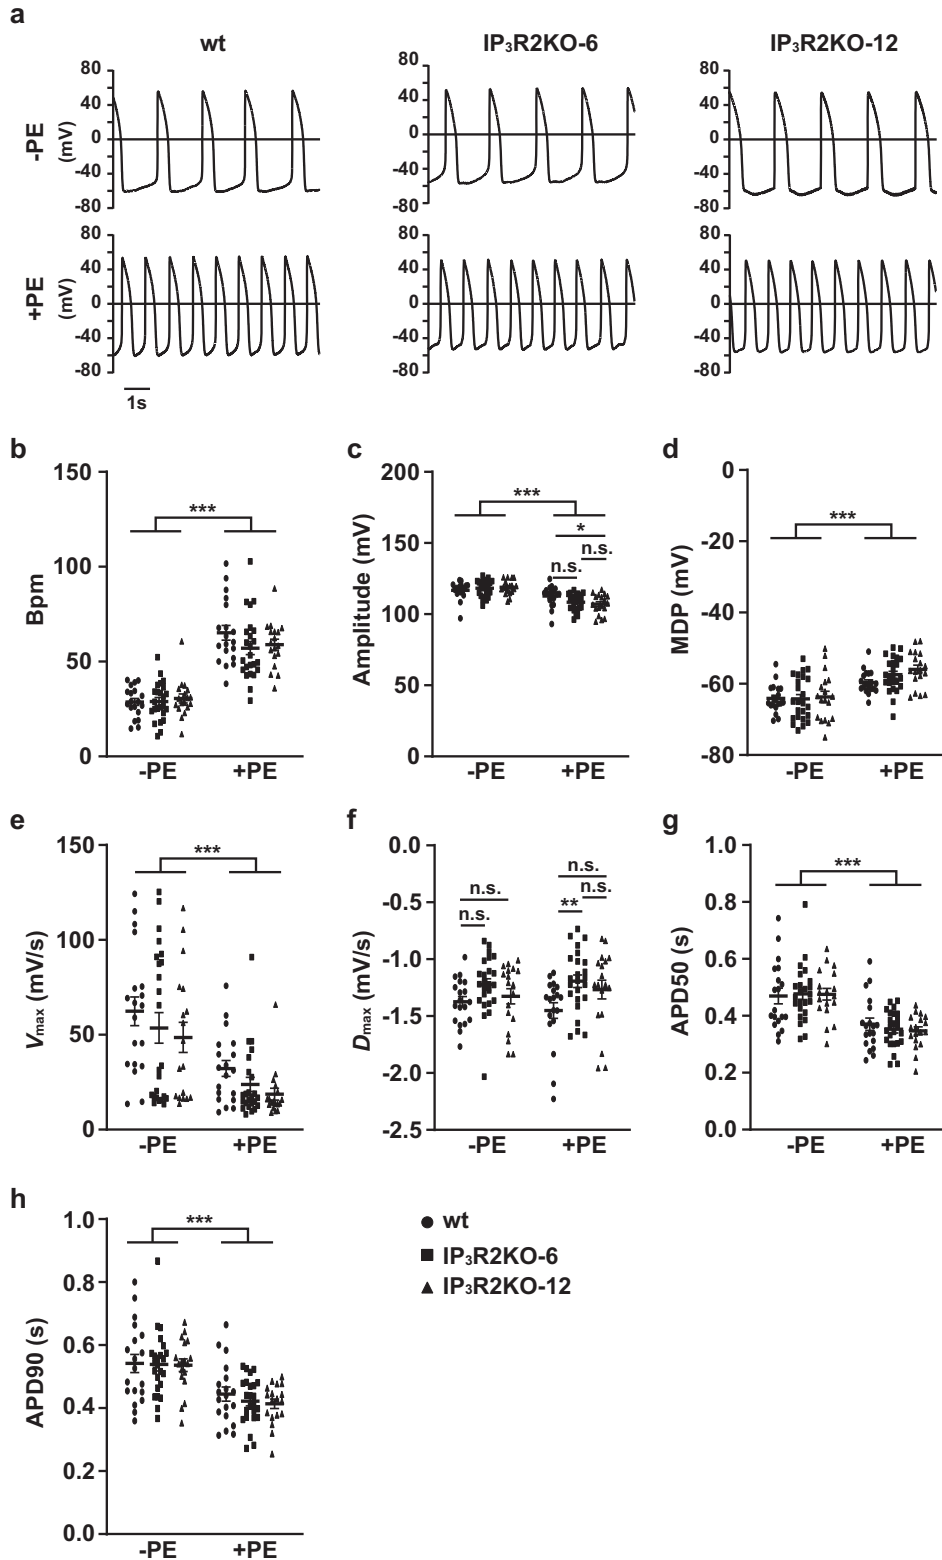 a
wt IP₃R2KO-6 IP₃R2KO-12
-PE
(mV)
80
40
0
-40
-80
80
40
0
-40
-80
80
40
0
-40
-80
+PE
(mV)
80
40
0
-40
-80
80
40
0
-40
-80
80
40
0
-40
-80
1s
b
Bpm
150
100
50
0
***
-PE +PE
c
Amplitude (mV)
200
150
100
50
0
***
*
n.s.
n.s.
-PE +PE
d
MDP (mV)
0
-20
-40
-60
-80
***
-PE +PE
e
Vmax (mV/s)
150
100
50
0
***
-PE +PE
f
Dmax (mV/s)
0.0
-0.5
-1.0
-1.5
-2.0
-2.5
n.s.
n.s.
n.s.
n.s.
**
-PE +PE
g
APD50 (s)
1.0
0.8
0.6
0.4
0.2
0.0
***
-PE +PE
h
APD90 (s)
1.0
0.8
0.6
0.4
0.2
0.0
***
-PE +PE
wt
IP₃R2KO-6
IP₃R2KO-12